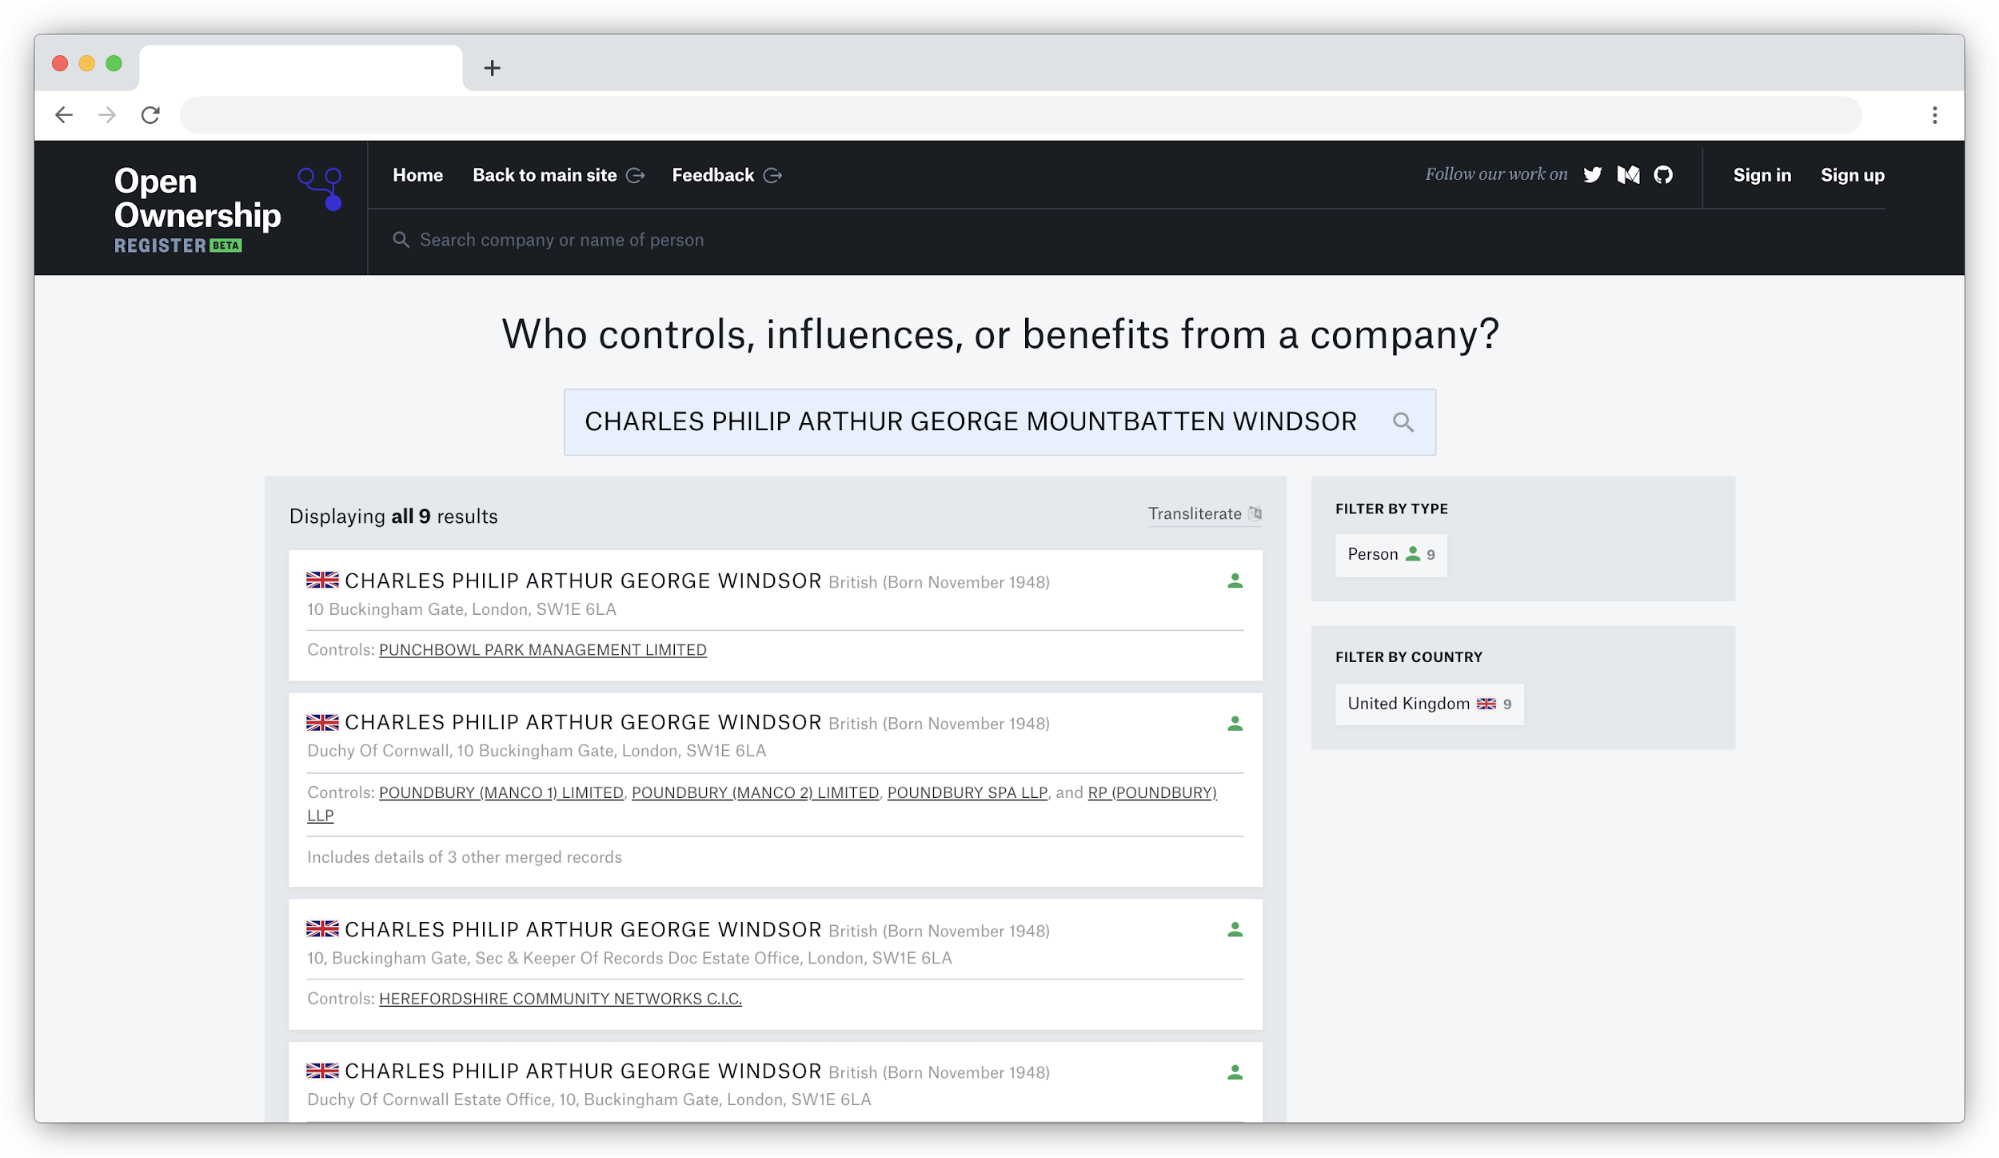 Open
Ownership
REGISTER BETA
Home Back to main site Feedback
Follow our work on
Sign in Sign up
Search company or name of person
Who controls, influences, or benefits from a company?
CHARLES PHILIP ARTHUR GEORGE MOUNTBATTEN WINDSOR
Displaying all 9 results
Transliterate
CHARLES PHILIP ARTHUR GEORGE WINDSOR British (Born November 1948)
10 Buckingham Gate, London, SW1E 6LA
Controls: PUNCHBOWL PARK MANAGEMENT LIMITED
CHARLES PHILIP ARTHUR GEORGE WINDSOR British (Born November 1948)
Duchy Of Cornwall, 10 Buckingham Gate, London, SW1E 6LA
Controls: POUNDBURY (MANCO 1) LIMITED, POUNDBURY (MANCO 2) LIMITED, POUNDBURY SPA LLP, and RP (POUNDBURY)
LLP
Includes details of 3 other merged records
CHARLES PHILIP ARTHUR GEORGE WINDSOR British (Born November 1948)
10, Buckingham Gate, Sec & Keeper Of Records Doc Estate Office, London, SW1E 6LA
Controls: HEREFORDSHIRE COMMUNITY NETWORKS C.I.C.
CHARLES PHILIP ARTHUR GEORGE WINDSOR British (Born November 1948)
Duchy Of Cornwall Estate Office, 10, Buckingham Gate, London, SW1E 6LA
FILTER BY TYPE
Person 9
FILTER BY COUNTRY
United Kingdom 9